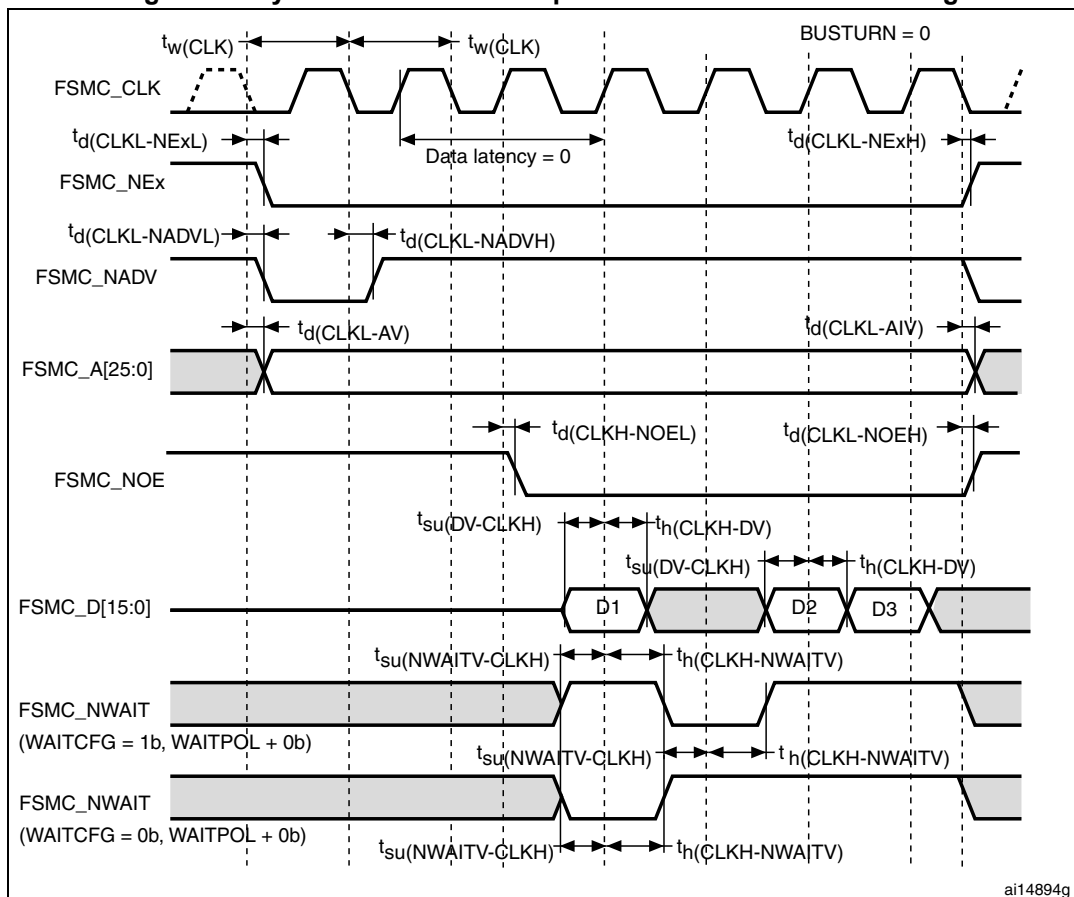 BUSTURN = 0
tw(CLK) tw(CLK)
FSMC_CLK
td(CLKL-NExL) Data latency = 0 td(CLKL-NExH)
FSMC_NEx
td(CLKL-NADVL) td(CLKL-NADVH)
FSMC_NADV
td(CLKL-AV) td(CLKL-AIV)
FSMC_A[25:0]
td(CLKH-NOEL) td(CLKL-NOEH)
FSMC_NOE
tsu(DV-CLKH) th(CLKH-DV)
tsu(DV-CLKH) th(CLKH-DV)
FSMC_D[15:0] D1 D2 D3
tsu(NWAITV-CLKH) th(CLKH-NWAITV)
FSMC_NWAIT
(WAITCFG = 1b, WAITPOL + 0b)
tsu(NWAITV-CLKH) th(CLKH-NWAITV)
FSMC_NWAIT
(WAITCFG = 0b, WAITPOL + 0b)
tsu(NWAITV-CLKH) th(CLKH-NWAITV)
ai14894g